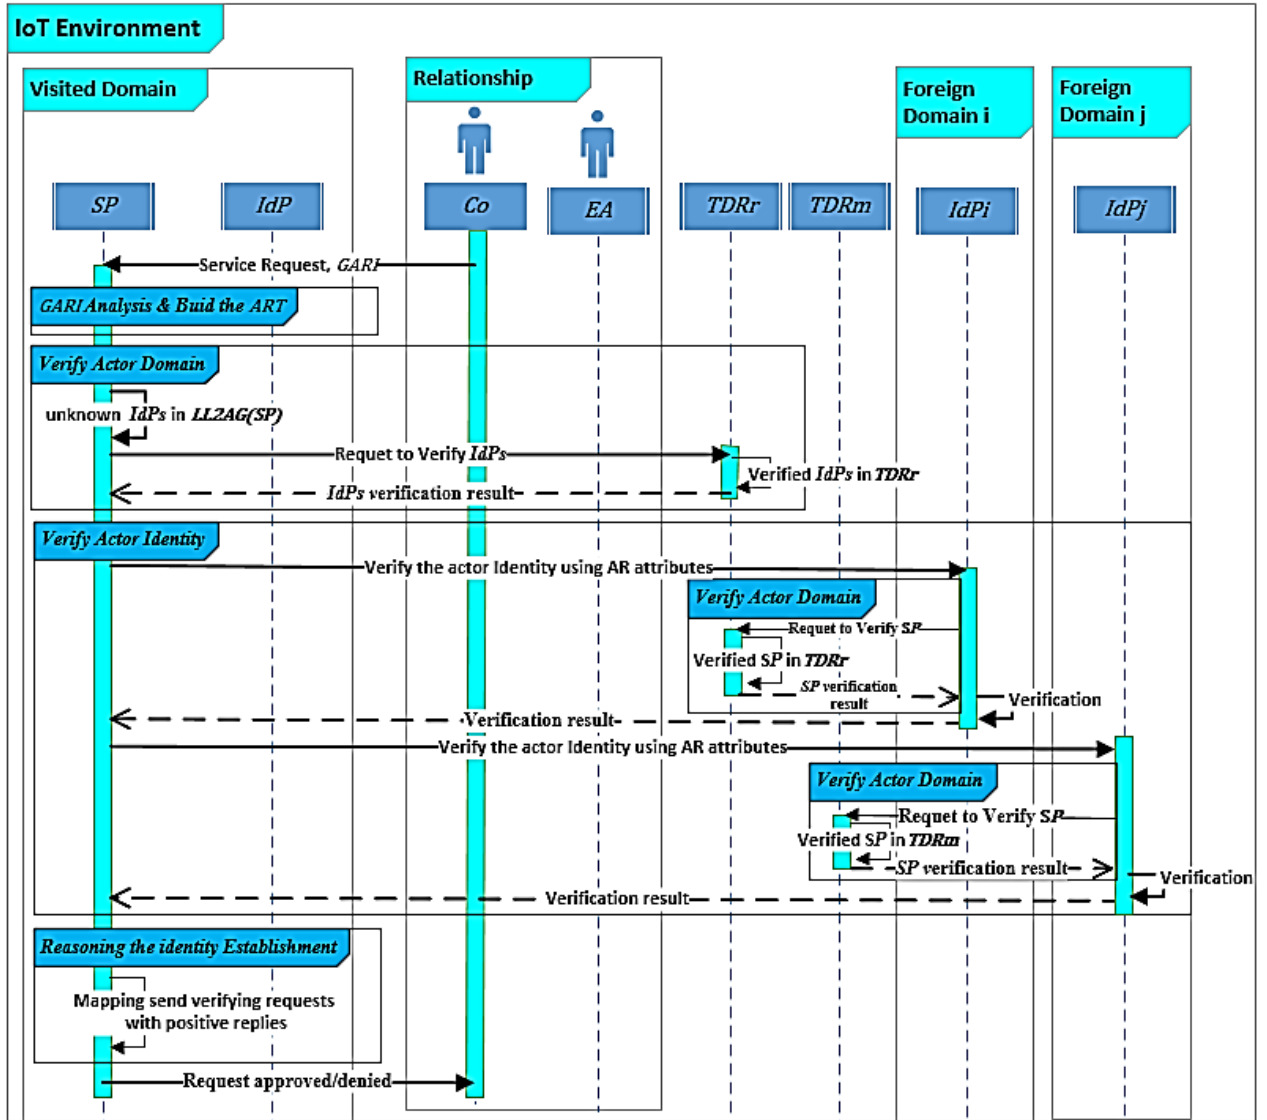 IoT Environment
Visited Domain
Relationship
Foreign
Domain i
Foreign
Domain j
SP
IdP
Co
EA
TDRr
TDRm
IdPi
IdPj
Service Request, GARI
GARI Analysis & Buid the ART
Verify Actor Domain
unknown IdPs in LL2AG(SP)
Requet to Verify IdPs
Verified IdPs in TDRr
IdPs verification result
Verify Actor Identity
Verify the actor Identity using AR attributes
Verify Actor Domain
Requet to Verify SP
Verified SP in TDRr
SP verification
result
Verification
Verification result
Verify the actor Identity using AR attributes
Verify Actor Domain
Requet to Verify SP
Verified SP in TDRm
SP verification result
Verification
Verification result
Reasoning the identity Establishment
Mapping send verifying requests
with positive replies
Request approved/denied